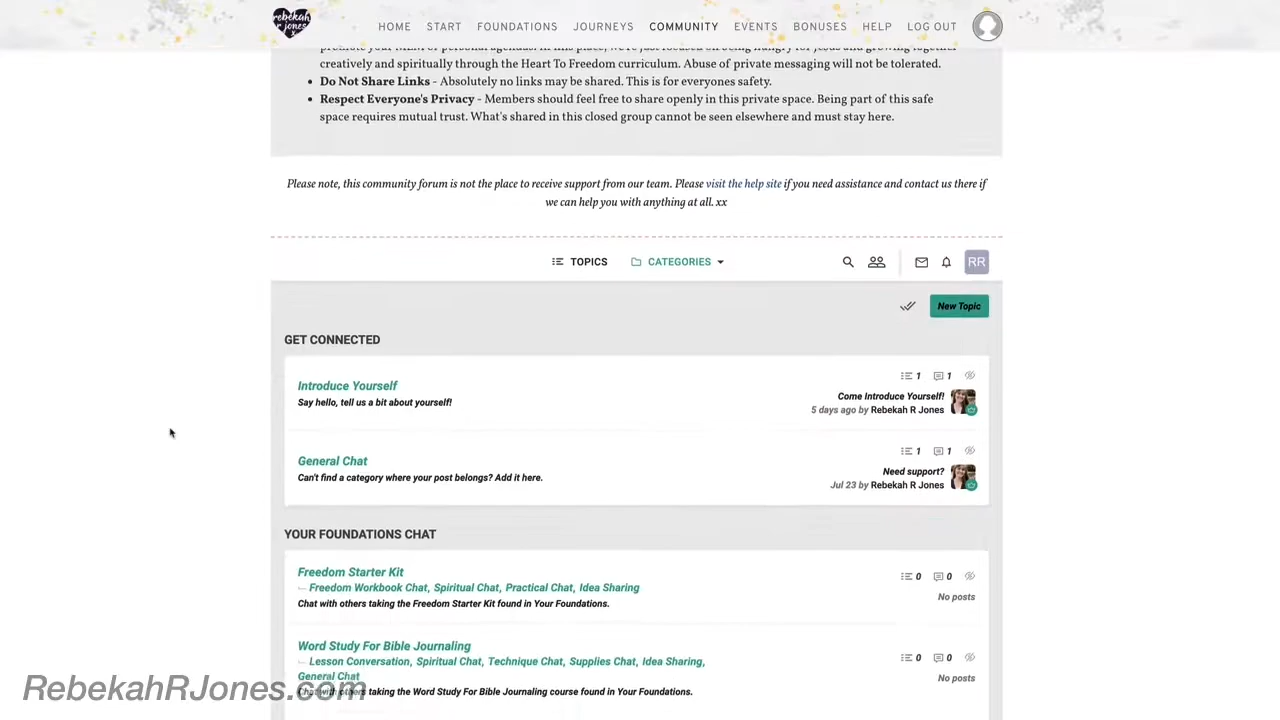 rebekah
r jones
HOME START FOUNDATIONS JOURNEYS COMMUNITY EVENTS BONUSES HELP LOG OUT
creatively and spiritually through the Heart To Freedom curriculum. Abuse of private messaging will not be tolerated.
• Do Not Share Links - Absolutely no links may be shared. This is for everyones safety.
• Respect Everyone's Privacy - Members should feel free to share openly in this private space. Being part of this safe
space requires mutual trust. What's shared in this closed group cannot be seen elsewhere and must stay here.
Please note, this community forum is not the place to receive support from our team. Please visit the help site if you need assistance and contact us there if
we can help you with anything at all. xx
TOPICS CATEGORIES RR
New Topic
GET CONNECTED
Introduce Yourself 1 1
Say hello, tell us a bit about yourself! Come Introduce Yourself!
5 days ago by Rebekah R Jones
General Chat 1 1
Can't find a category where your post belongs? Add it here. Need support?
Jul 23 by Rebekah R Jones
YOUR FOUNDATIONS CHAT
Freedom Starter Kit 0 0
Freedom Workbook Chat, Spiritual Chat, Practical Chat, Idea Sharing
Chat with others taking the Freedom Starter Kit found in Your Foundations. No posts
Word Study For Bible Journaling 0 0
Lesson Conversation, Spiritual Chat, Technique Chat, Supplies Chat, Idea Sharing,
General Chat No posts
Chat with others taking the Word Study For Bible Journaling course found in Your Foundations.
RebekahRJones.com